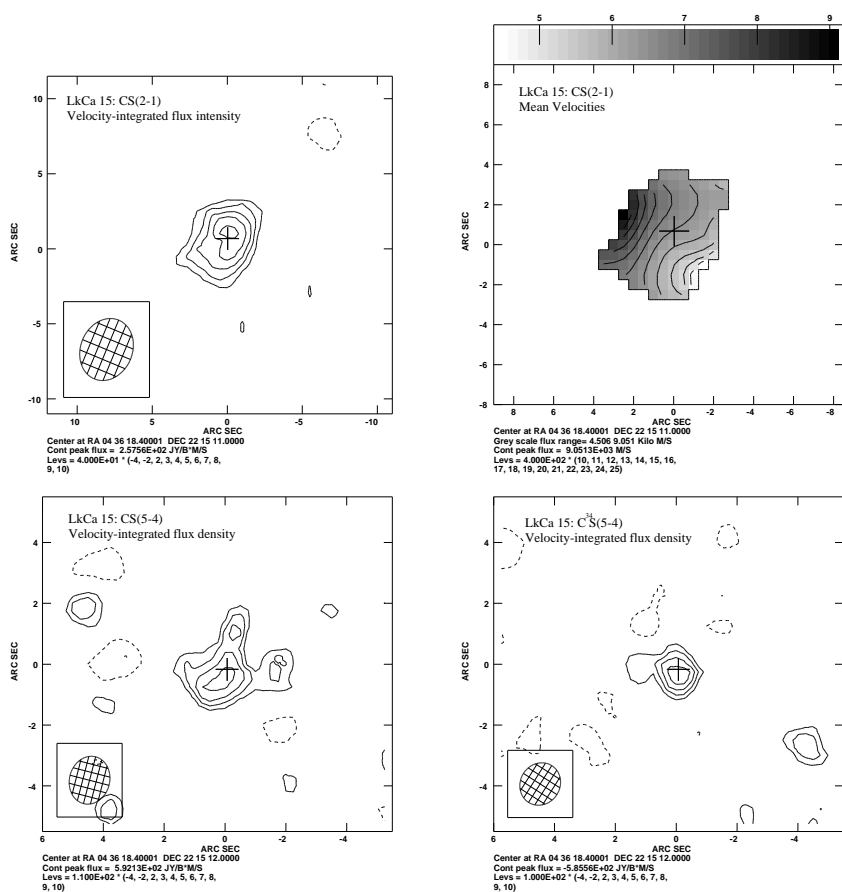 LkCa 15: CS(2-1)
Velocity-integrated flux intensity
ARC SEC
10
5
0
-5
-10
10
5
0
-5
-10
ARC SEC
Center at RA 04 36 18.40001 DEC 22 15 11.0000
Cont peak flux = 2.5756E+02 JY/B*M/S
Levs = 4.000E+01 * (-4, -2, 2, 3, 4, 5, 6, 7, 8,
9, 10)
5
6
7
8
9
LkCa 15: CS(2-1)
Mean Velocities
ARC SEC
8
6
4
2
0
-2
-4
-6
-8
8
6
4
2
0
-2
-4
-6
-8
ARC SEC
Center at RA 04 36 18.40001 DEC 22 15 11.0000
Grey scale flux range= 4.506 9.051 Kilo M/S
Cont peak flux = 9.0513E+03 M/S
Levs = 4.000E+02 * (10, 11, 12, 13, 14, 15, 16,
17, 18, 19, 20, 21, 22, 23, 24, 25)
LkCa 15: CS(5-4)
Velocity-integrated flux density
ARC SEC
4
2
0
-2
-4
6
4
2
0
-2
-4
ARC SEC
Center at RA 04 36 18.40001 DEC 22 15 12.0000
Cont peak flux = 5.9213E+02 JY/B*M/S
Levs = 1.100E+02 * (-4, -2, 2, 3, 4, 5, 6, 7, 8,
9, 10)
LkCa 15: C34S(5-4)
Velocity-integrated flux density
ARC SEC
4
2
0
-2
-4
6
4
2
0
-2
-4
ARC SEC
Center at RA 04 36 18.40001 DEC 22 15 12.0000
Cont peak flux = -5.8556E+02 JY/B*M/S
Levs = 1.000E+02 * (-4, -2, 2, 3, 4, 5, 6, 7, 8,
9, 10)